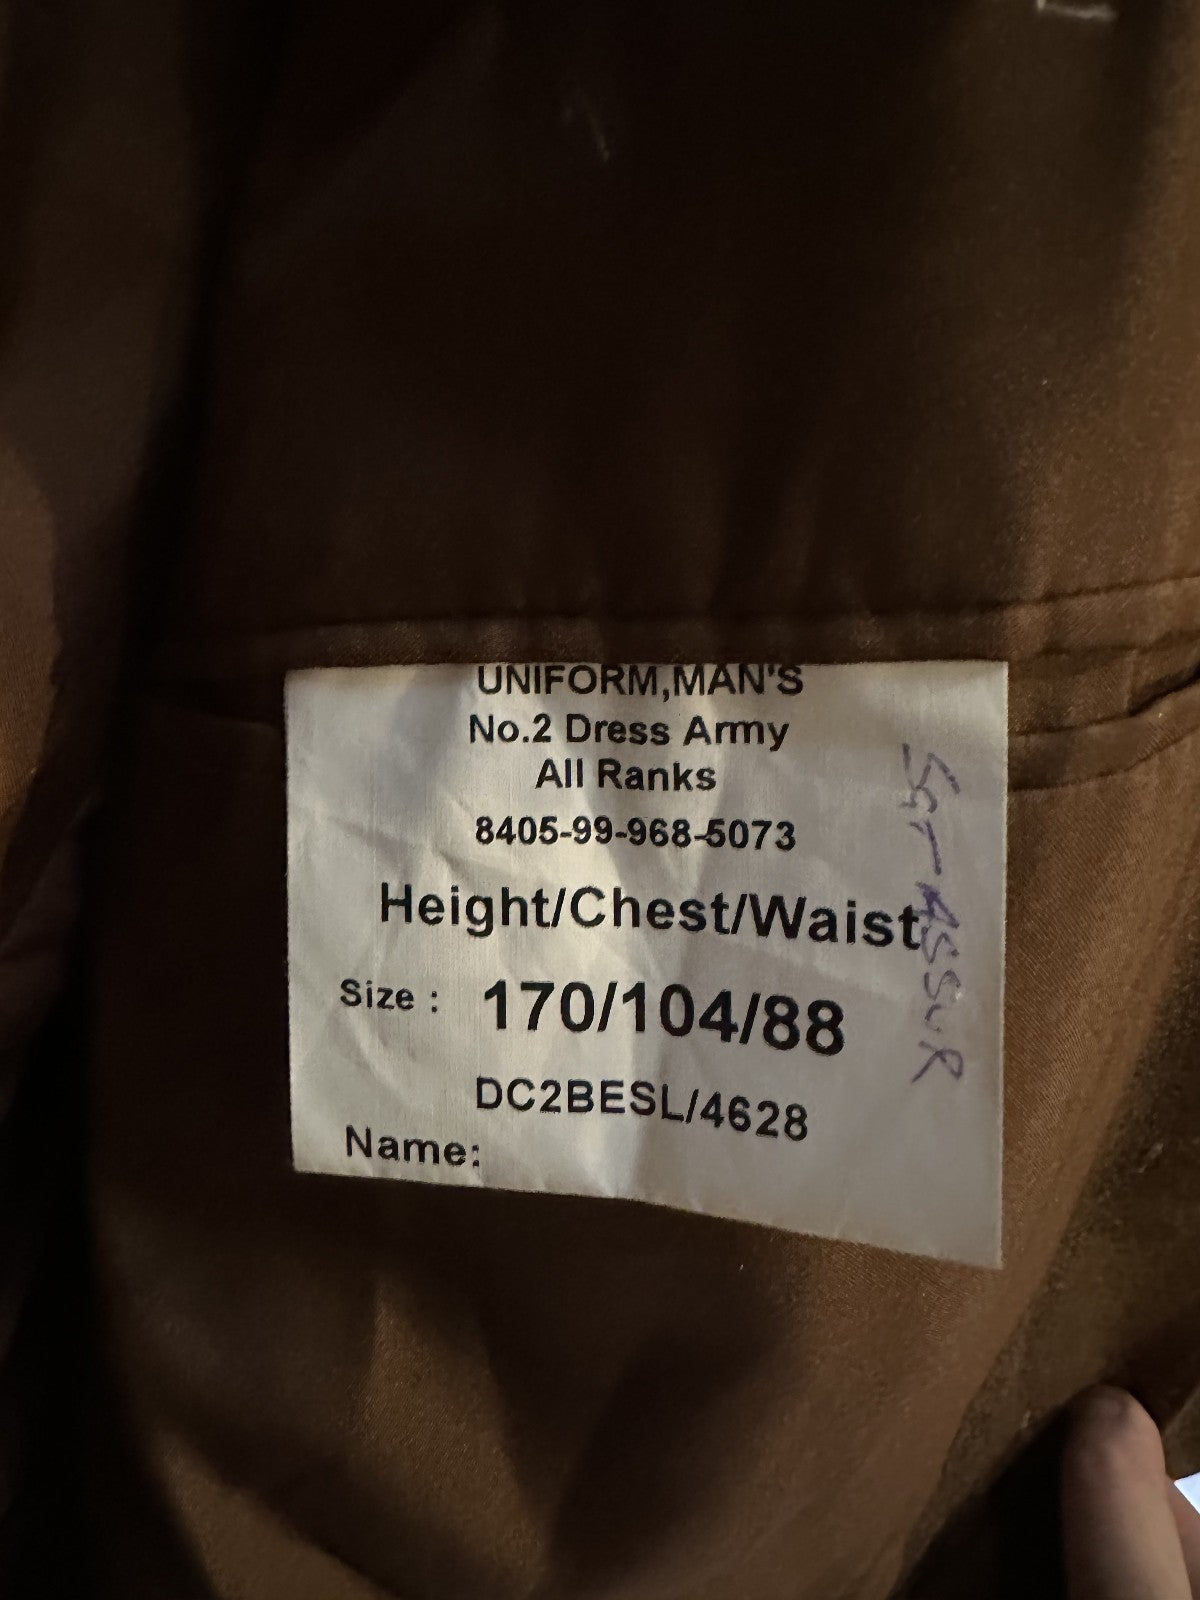 UNIFORM,MAN'S
No.2 Dress Army
All Ranks
8405-99-968-5073
Height/Chest/Waist
Size : 170/104/88
DC2BESL/4628
Name:
SGT